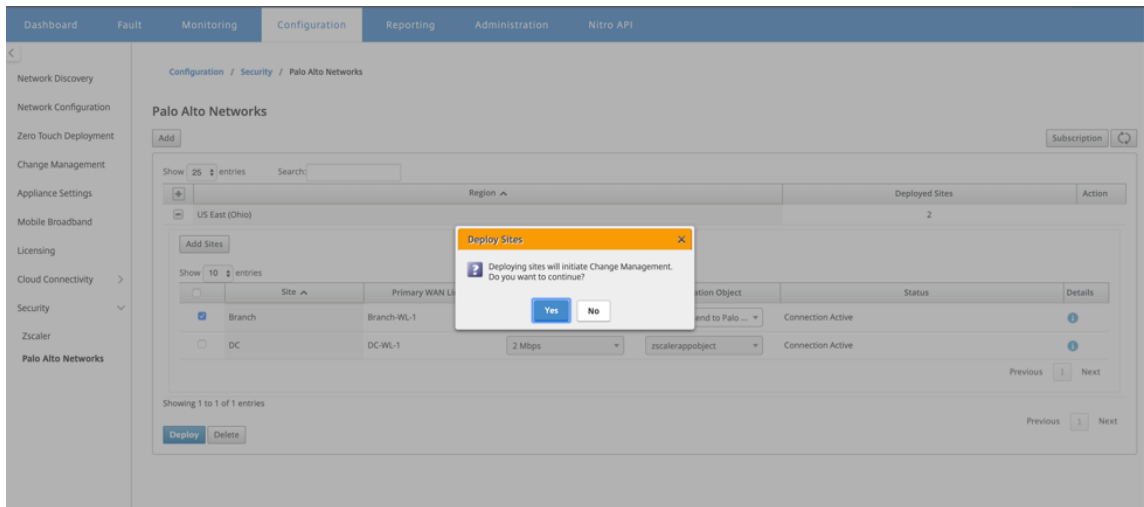 Dashboard Fault Monitoring Configuration Reporting Administration Nitro API
Network Discovery
Network Configuration
Zero Touch Deployment
Change Management
Appliance Settings
Mobile Broadband
Licensing
Cloud Connectivity
Security
Zscaler
Palo Alto Networks
Configuration / Security / Palo Alto Networks
Palo Alto Networks
Add Subscription
Show 25 entries Search:
Region Deployed Sites Action
US East (Ohio) 2
Add Sites
Show 10 entries
Site Primary WAN Li ation Object Status Details
Branch Branch-WL-1 end to Palo ... Connection Active
DC DC-WL-1 2 Mbps zscalerappobject Connection Active
Previous 1 Next
Showing 1 to 1 of 1 entries
Previous 1 Next
Deploy Delete
Deploy Sites
Deploying sites will initiate Change Management.
Do you want to continue?
Yes No